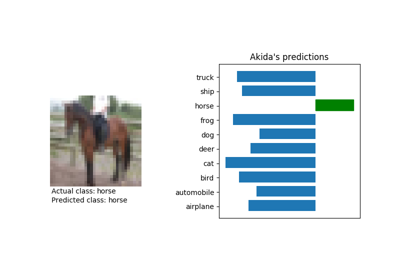 Akida's predictions
truck
ship
horse
frog
dog
deer
cat
bird
automobile
airplane
Actual class: horse
Predicted class: horse